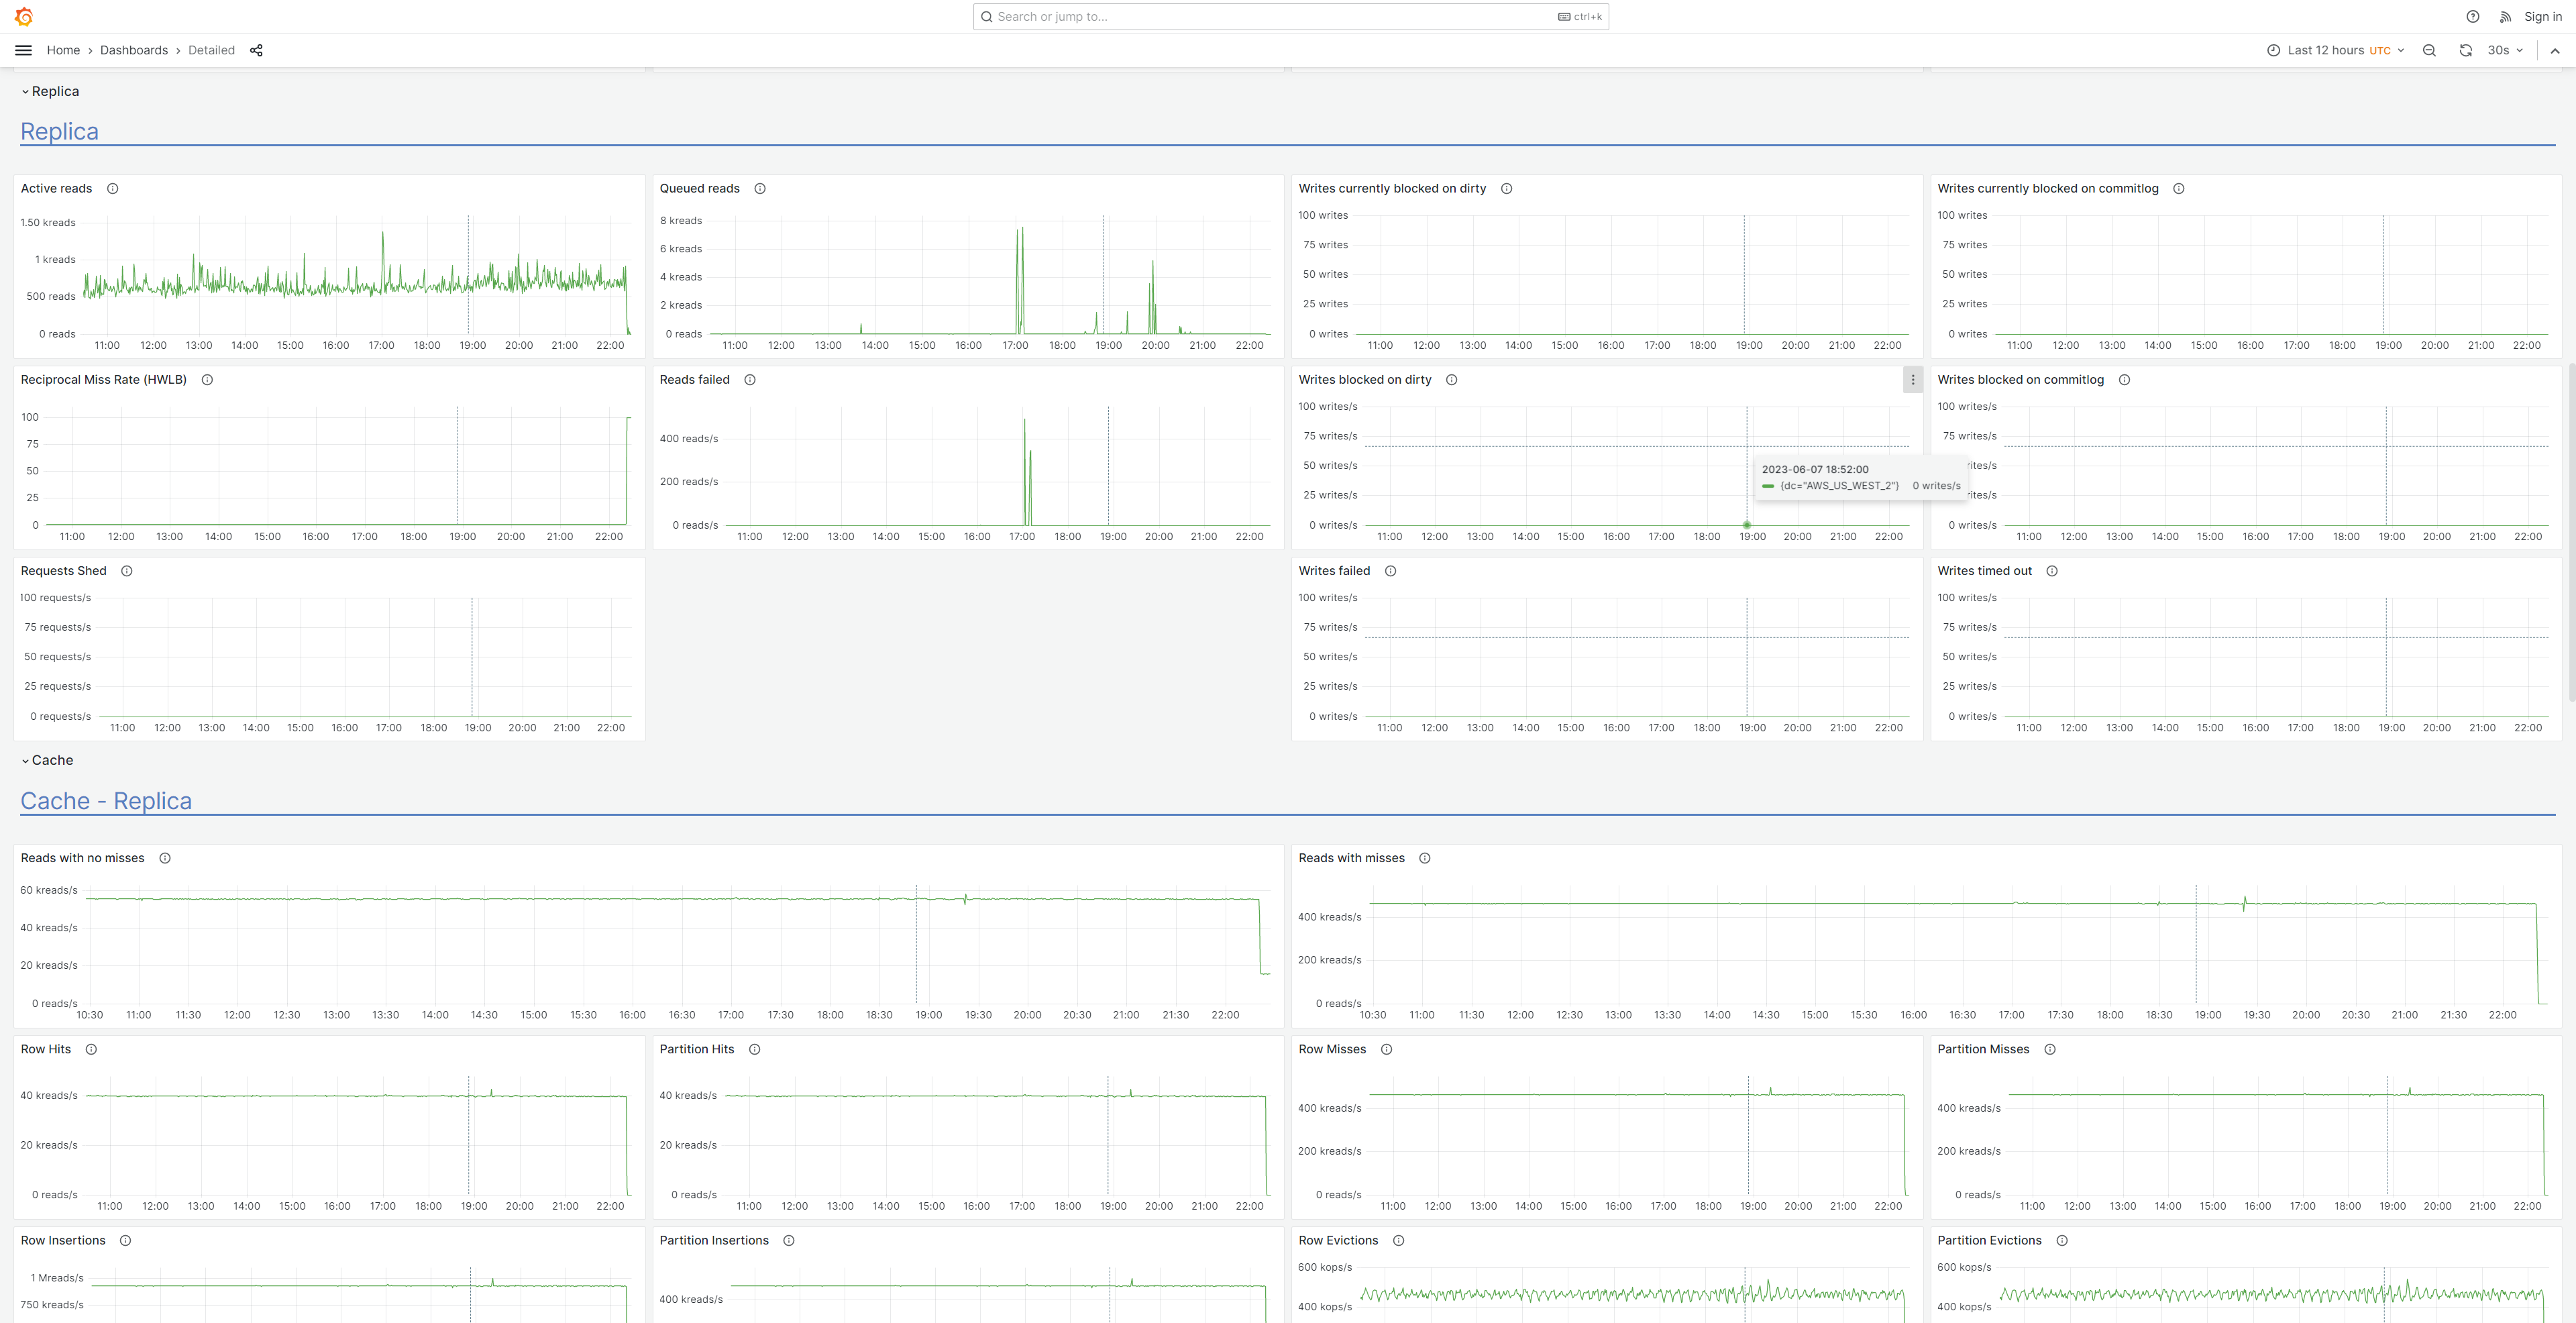 Search or jump to...
ctrl+k
Sign in
Home › Dashboards › Detailed
Last 12 hours UTC
30s
Replica
Replica
Active reads
1.50 kreads
1 kreads
500 reads
0 reads
11:00 12:00 13:00 14:00 15:00 16:00 17:00 18:00 19:00 20:00 21:00 22:00
Queued reads
8 kreads
6 kreads
4 kreads
2 kreads
0 reads
11:00 12:00 13:00 14:00 15:00 16:00 17:00 18:00 19:00 20:00 21:00 22:00
Writes currently blocked on dirty
100 writes
75 writes
50 writes
25 writes
0 writes
11:00 12:00 13:00 14:00 15:00 16:00 17:00 18:00 19:00 20:00 21:00 22:00
Writes currently blocked on commitlog
100 writes
75 writes
50 writes
25 writes
0 writes
11:00 12:00 13:00 14:00 15:00 16:00 17:00 18:00 19:00 20:00 21:00 22:00
Reciprocal Miss Rate (HWLB)
100
75
50
25
0
11:00 12:00 13:00 14:00 15:00 16:00 17:00 18:00 19:00 20:00 21:00 22:00
Reads failed
400 reads/s
200 reads/s
0 reads/s
11:00 12:00 13:00 14:00 15:00 16:00 17:00 18:00 19:00 20:00 21:00 22:00
Writes blocked on dirty
100 writes/s
75 writes/s
50 writes/s
25 writes/s
0 writes/s
11:00 12:00 13:00 14:00 15:00 16:00 17:00 18:00 19:00 20:00 21:00 22:00
2023-06-07 18:52:00
{dc="AWS_US_WEST_2"} 0 writes/s
Writes blocked on commitlog
100 writes/s
75 writes/s
0 writes/s
11:00 12:00 13:00 14:00 15:00 16:00 17:00 18:00 19:00 20:00 21:00 22:00
Requests Shed
100 requests/s
75 requests/s
50 requests/s
25 requests/s
0 requests/s
11:00 12:00 13:00 14:00 15:00 16:00 17:00 18:00 19:00 20:00 21:00 22:00
Writes failed
100 writes/s
75 writes/s
50 writes/s
25 writes/s
0 writes/s
11:00 12:00 13:00 14:00 15:00 16:00 17:00 18:00 19:00 20:00 21:00 22:00
Writes timed out
100 writes/s
75 writes/s
50 writes/s
25 writes/s
0 writes/s
11:00 12:00 13:00 14:00 15:00 16:00 17:00 18:00 19:00 20:00 21:00 22:00
Cache
Cache - Replica
Reads with no misses
60 kreads/s
40 kreads/s
20 kreads/s
0 reads/s
10:30 11:00 11:30 12:00 12:30 13:00 13:30 14:00 14:30 15:00 15:30 16:00 16:30 17:00 17:30 18:00 18:30 19:00 19:30 20:00 20:30 21:00 21:30 22:00
Reads with misses
400 kreads/s
200 kreads/s
0 reads/s
10:30 11:00 11:30 12:00 12:30 13:00 13:30 14:00 14:30 15:00 15:30 16:00 16:30 17:00 17:30 18:00 18:30 19:00 19:30 20:00 20:30 21:00 21:30 22:00
Row Hits
40 kreads/s
20 kreads/s
0 reads/s
11:00 12:00 13:00 14:00 15:00 16:00 17:00 18:00 19:00 20:00 21:00 22:00
Partition Hits
40 kreads/s
20 kreads/s
0 reads/s
11:00 12:00 13:00 14:00 15:00 16:00 17:00 18:00 19:00 20:00 21:00 22:00
Row Misses
400 kreads/s
200 kreads/s
0 reads/s
11:00 12:00 13:00 14:00 15:00 16:00 17:00 18:00 19:00 20:00 21:00 22:00
Partition Misses
400 kreads/s
200 kreads/s
0 reads/s
11:00 12:00 13:00 14:00 15:00 16:00 17:00 18:00 19:00 20:00 21:00 22:00
Row Insertions
1 Mreads/s
750 kreads/s
Partition Insertions
400 kreads/s
Row Evictions
600 kops/s
400 kops/s
Partition Evictions
600 kops/s
400 kops/s